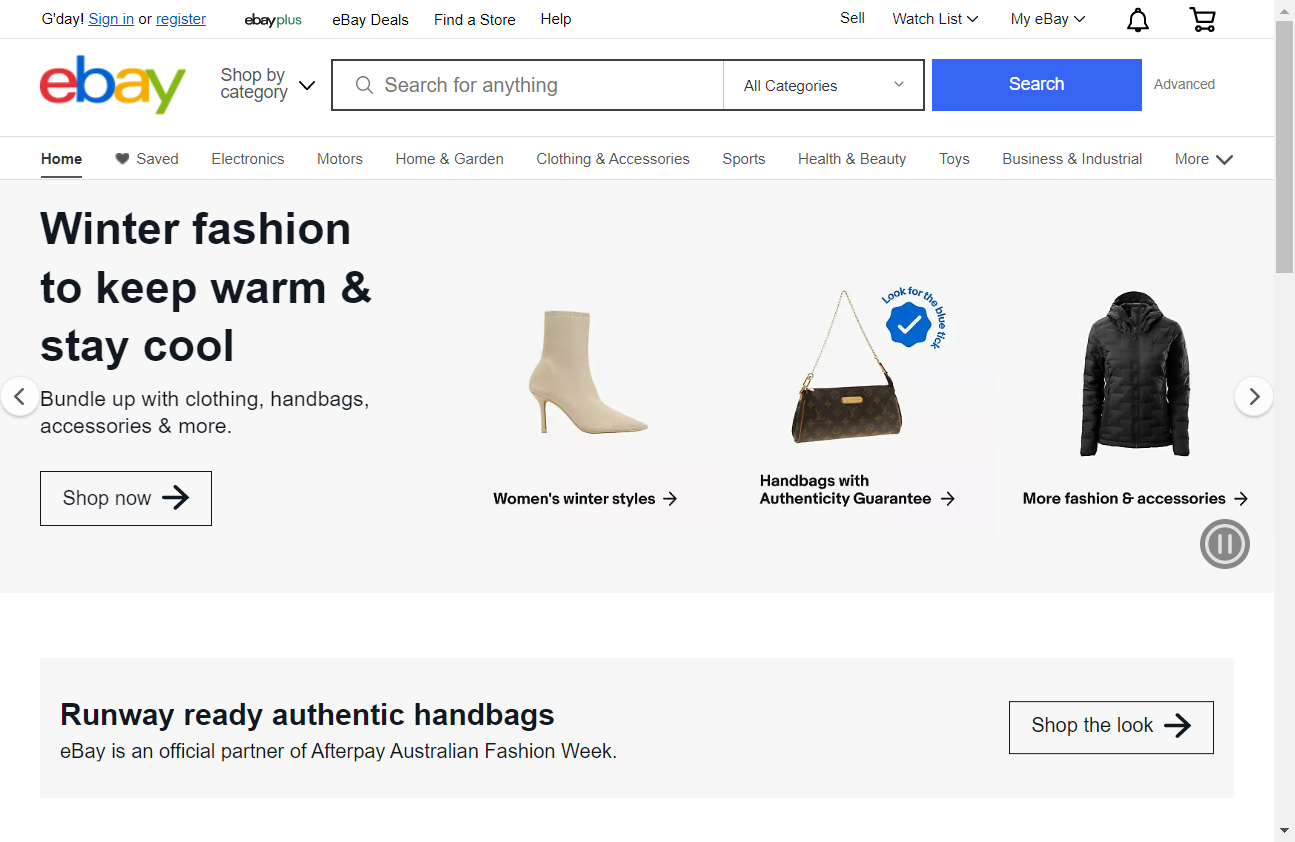 G'day! Sign in or register
ebayplus
eBay Deals
Find a Store
Help
Sell
Watch List
My eBay
ebay
Shop by
category
Search for anything
All Categories
Search
Advanced
Home
Saved
Electronics
Motors
Home & Garden
Clothing & Accessories
Sports
Health & Beauty
Toys
Business & Industrial
More
Winter fashion
to keep warm &
stay cool
Bundle up with clothing, handbags,
accessories & more.
Shop now
Women's winter styles
Look for the blue tick
Handbags with
Authenticity Guarantee
More fashion & accessories
Runway ready authentic handbags
eBay is an official partner of Afterpay Australian Fashion Week.
Shop the look